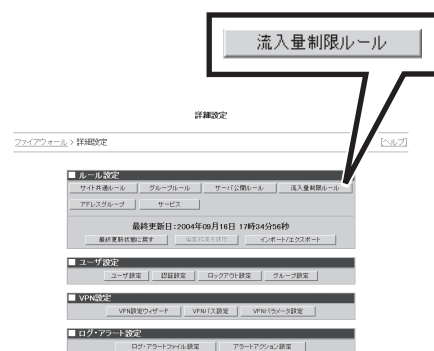 流入量制限ルール
詳細設定
ファイアウォール > 詳細設定 [ヘルプ]
■ ルール設定
サイト共通ルール グループルール サーバ公開ルール 流入量制限ルール
アドレスグループ サービス
最終更新日:2004年09月16日 17時34分56秒
最終更新状態に戻す 編集結果を適用 インポート/エクスポート
■ ユーザ設定
ユーザ設定 認証設定 ロックアウト設定 グループ設定
■ VPN設定
VPN設定ウィザード VPNパス設定 VPNパラメータ設定
■ ログ・アラート設定
ログ・アラートファイル設定 アラートアクション設定